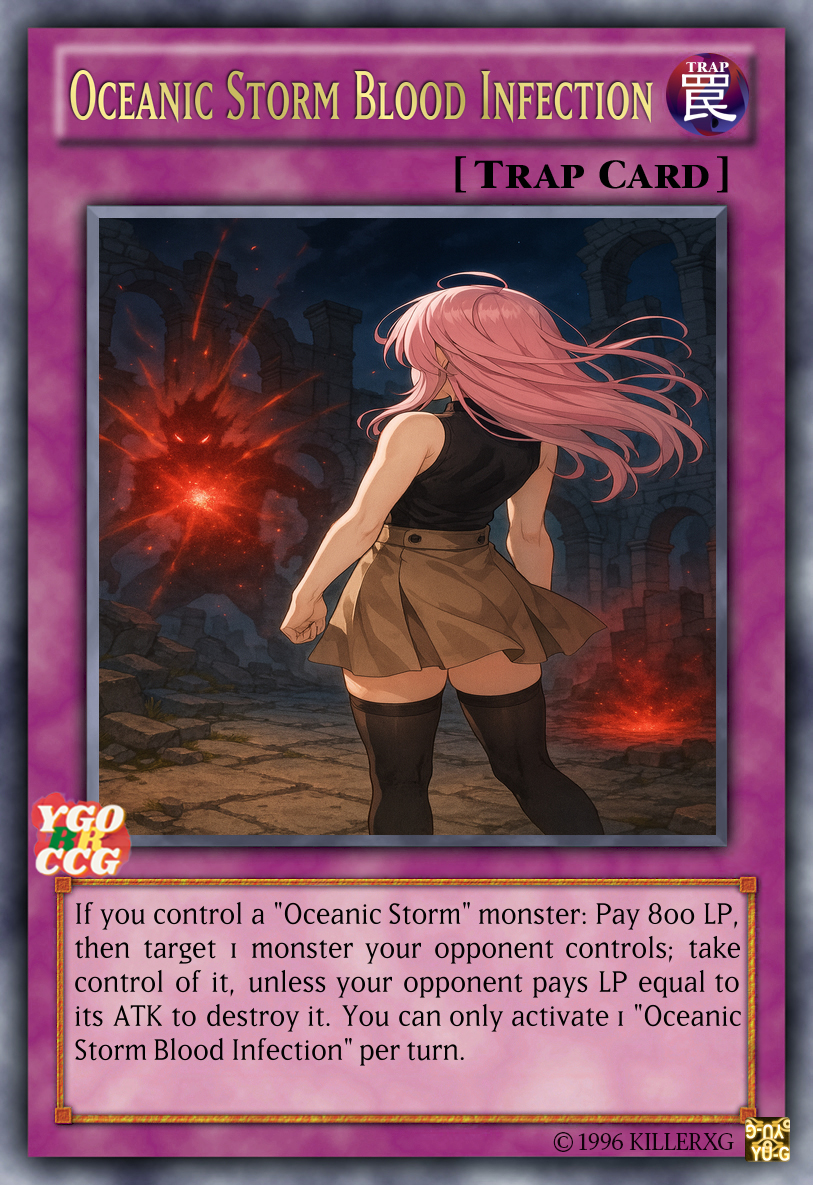 OCEANIC STORM BLOOD INFECTION
TRAP
罠
[TRAP CARD]
YGO
RR
CCG
If you control a "Oceanic Storm" monster: Pay 800 LP,
then target 1 monster your opponent controls; take
control of it, unless your opponent pays LP equal to
its ATK to destroy it. You can only activate 1 "Oceanic
Storm Blood Infection" per turn.
© 1996 KILLERXG
YU-G